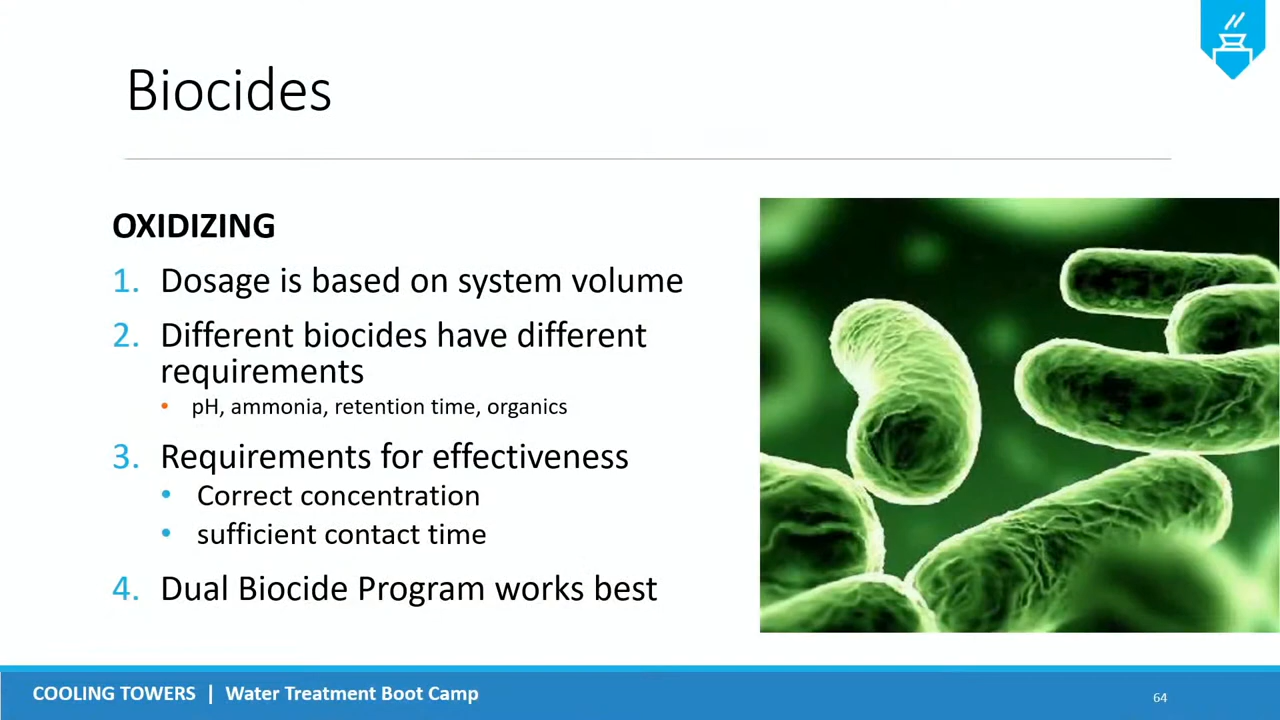 Biocides
OXIDIZING
1. Dosage is based on system volume
2. Different biocides have different
requirements
• pH, ammonia, retention time, organics
3. Requirements for effectiveness
• Correct concentration
• sufficient contact time
4. Dual Biocide Program works best
COOLING TOWERS | Water Treatment Boot Camp
64